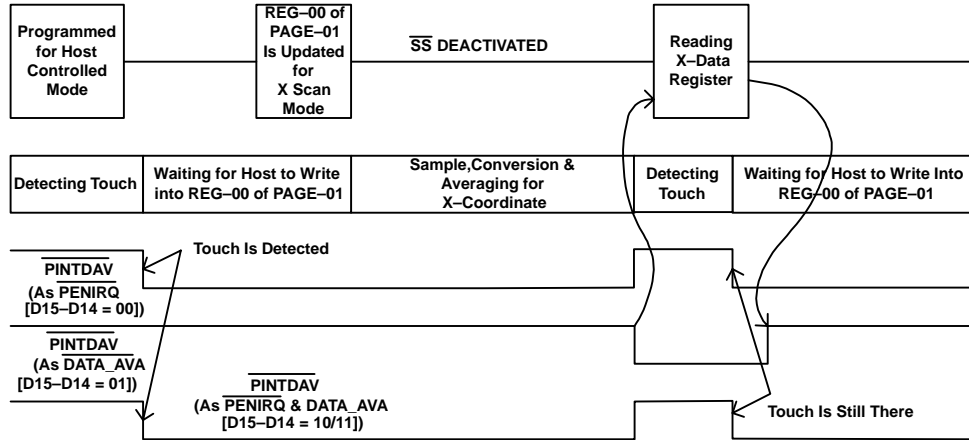 Programmed
for Host
Controlled
Mode
REG–00 of
PAGE–01
Is Updated
for
X Scan
Mode
SS DEACTIVATED
Reading
X–Data
Register
Detecting Touch
Waiting for Host to Write
into REG–00 of PAGE–01
Sample,Conversion &
Averaging for
X–Coordinate
Detecting
Touch
Waiting for Host to Write Into
REG–00 of PAGE–01
Touch Is Detected
PINTDAV
(As PENIRQ
[D15–D14 = 00])
PINTDAV
(As DATA_AVA
[D15–D14 = 01])
PINTDAV
(As PENIRQ & DATA_AVA
[D15–D14 = 10/11])
Touch Is Still There